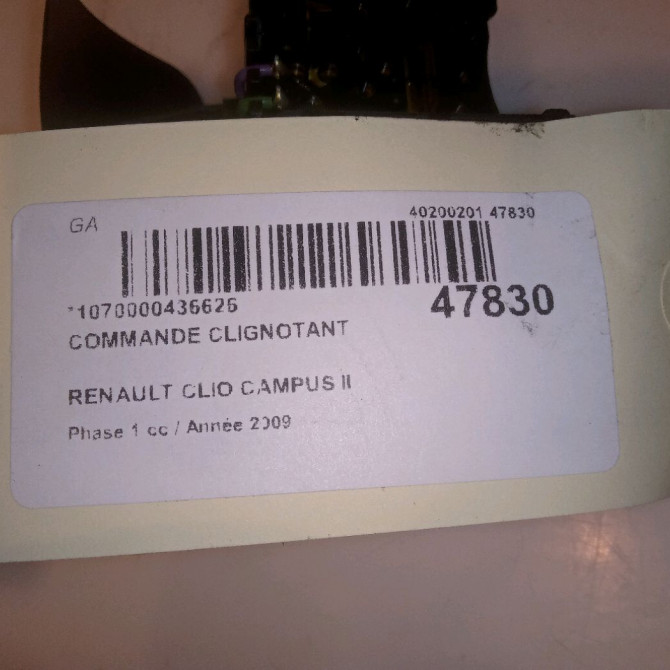 GA
40200201 47830
*1070000436626
47830
COMMANDE CLIGNOTANT
RENAULT CLIO CAMPUS II
Phase 1 cc / Année 2009